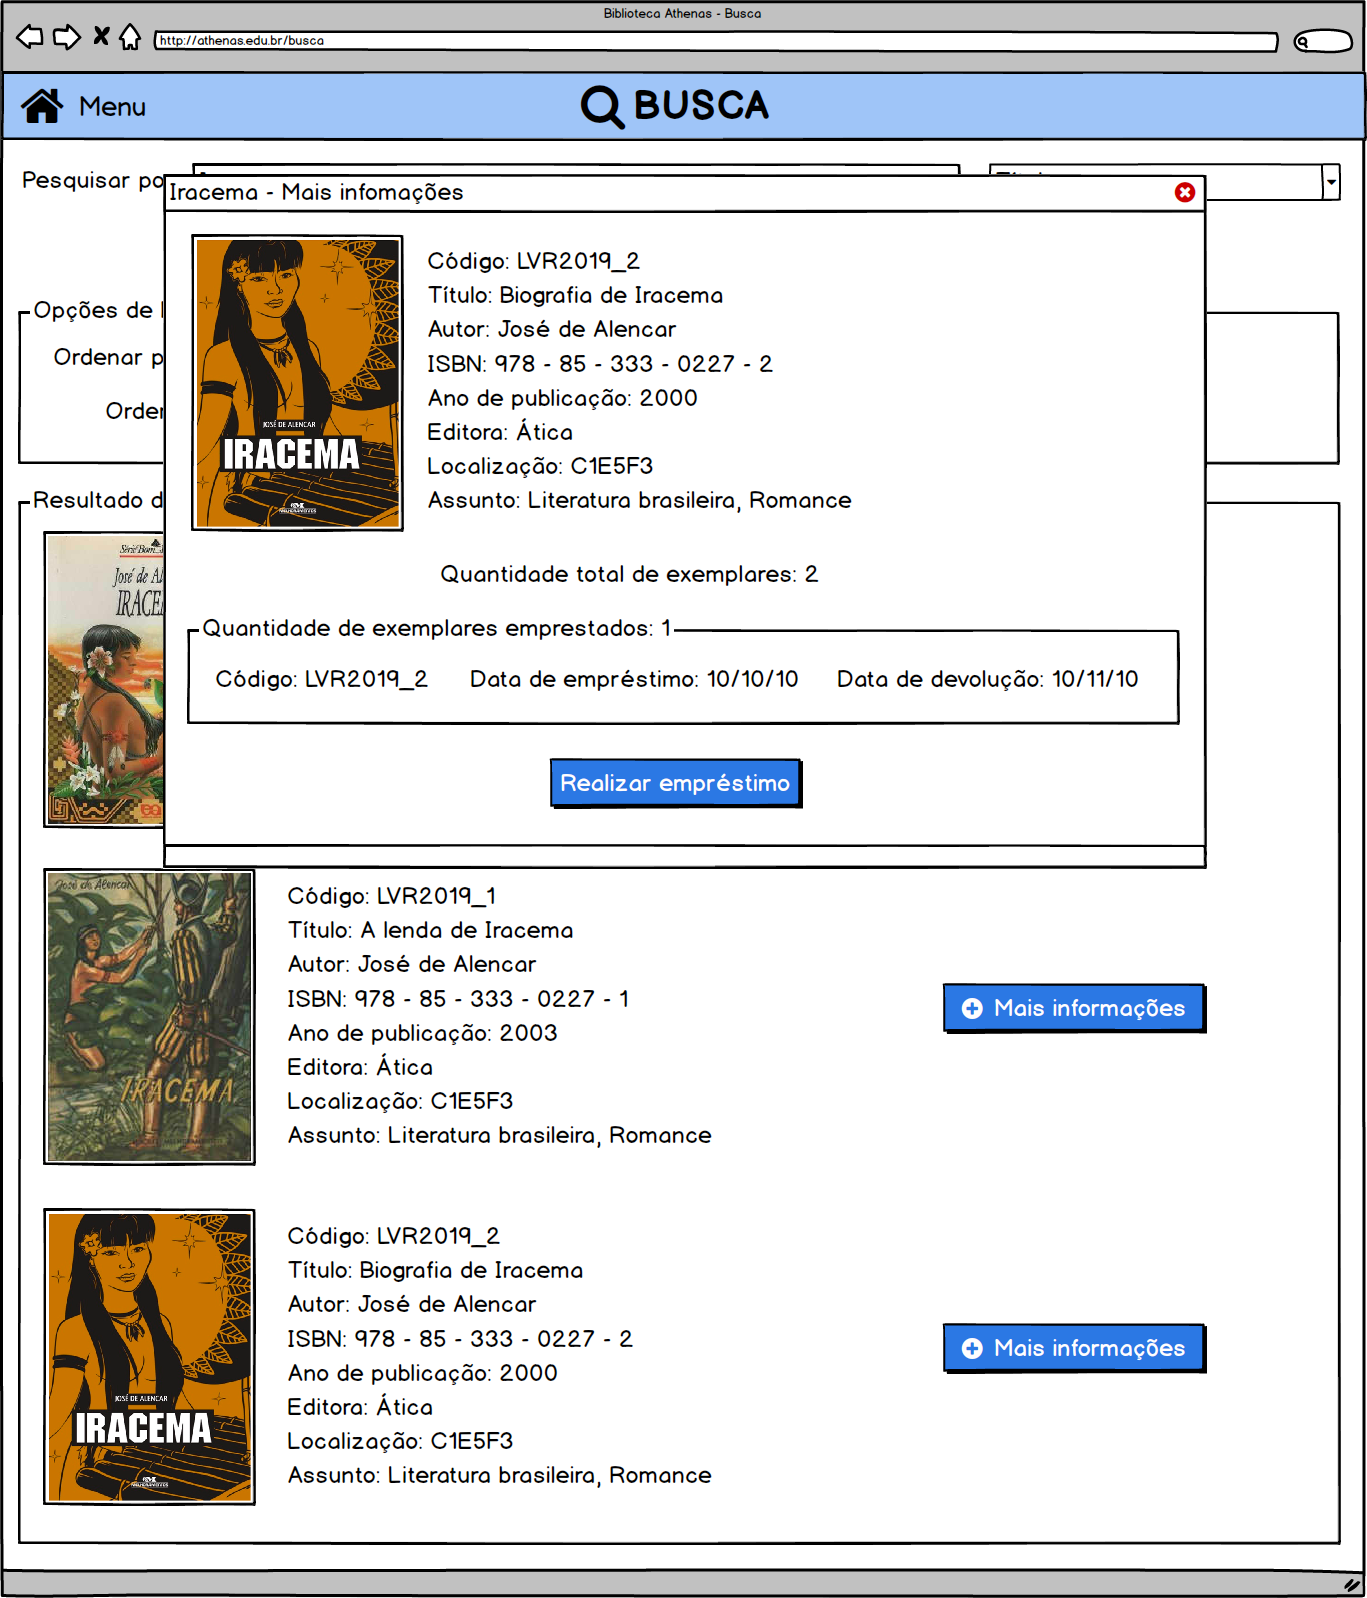 Biblioteca Athenas - Busca
http://athenas.edu.br/busca
Menu
BUSCA
Pesquisar po
Iracema - Mais infomações
JOSÉ DE ALENCAR
IRACEMA
Código: LVR2019_2
Título: Biografia de Iracema
Autor: José de Alencar
ISBN: 978 - 85 - 333 - 0227 - 2
Ano de publicação: 2000
Editora: Ática
Localização: C1E5F3
Assunto: Literatura brasileira, Romance
Quantidade total de exemplares: 2
Quantidade de exemplares emprestados: 1
Código: LVR2019_2 Data de empréstimo: 10/10/10 Data de devolução: 10/11/10
Realizar empréstimo
Opções de
Ordenar p
Orden
Resultado d
Série Bom
José de Al
IRACE
José de Alencar
IRACEMA
Código: LVR2019_1
Título: A lenda de Iracema
Autor: José de Alencar
ISBN: 978 - 85 - 333 - 0227 - 1
Ano de publicação: 2003
Editora: Ática
Localização: C1E5F3
Assunto: Literatura brasileira, Romance
Mais informações
JOSÉ DE ALENCAR
IRACEMA
Código: LVR2019_2
Título: Biografia de Iracema
Autor: José de Alencar
ISBN: 978 - 85 - 333 - 0227 - 2
Ano de publicação: 2000
Editora: Ática
Localização: C1E5F3
Assunto: Literatura brasileira, Romance
Mais informações